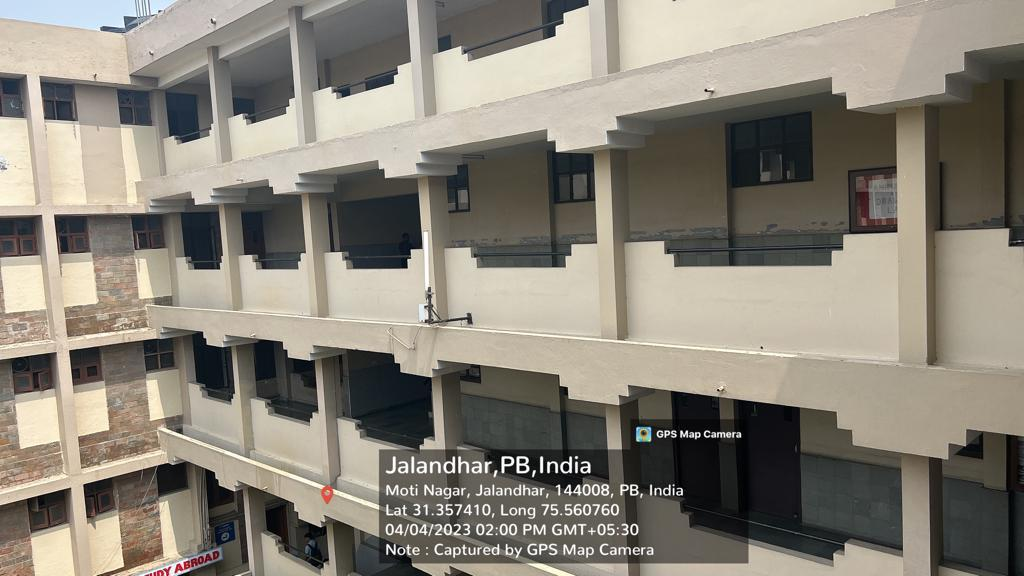 GPS Map Camera
Jalandhar,PB,India
Moti Nagar, Jalandhar, 144008, PB, India
Lat 31.357410, Long 75.560760
04/04/2023 02:00 PM GMT+05:30
Note : Captured by GPS Map Camera
UDY ABROAD